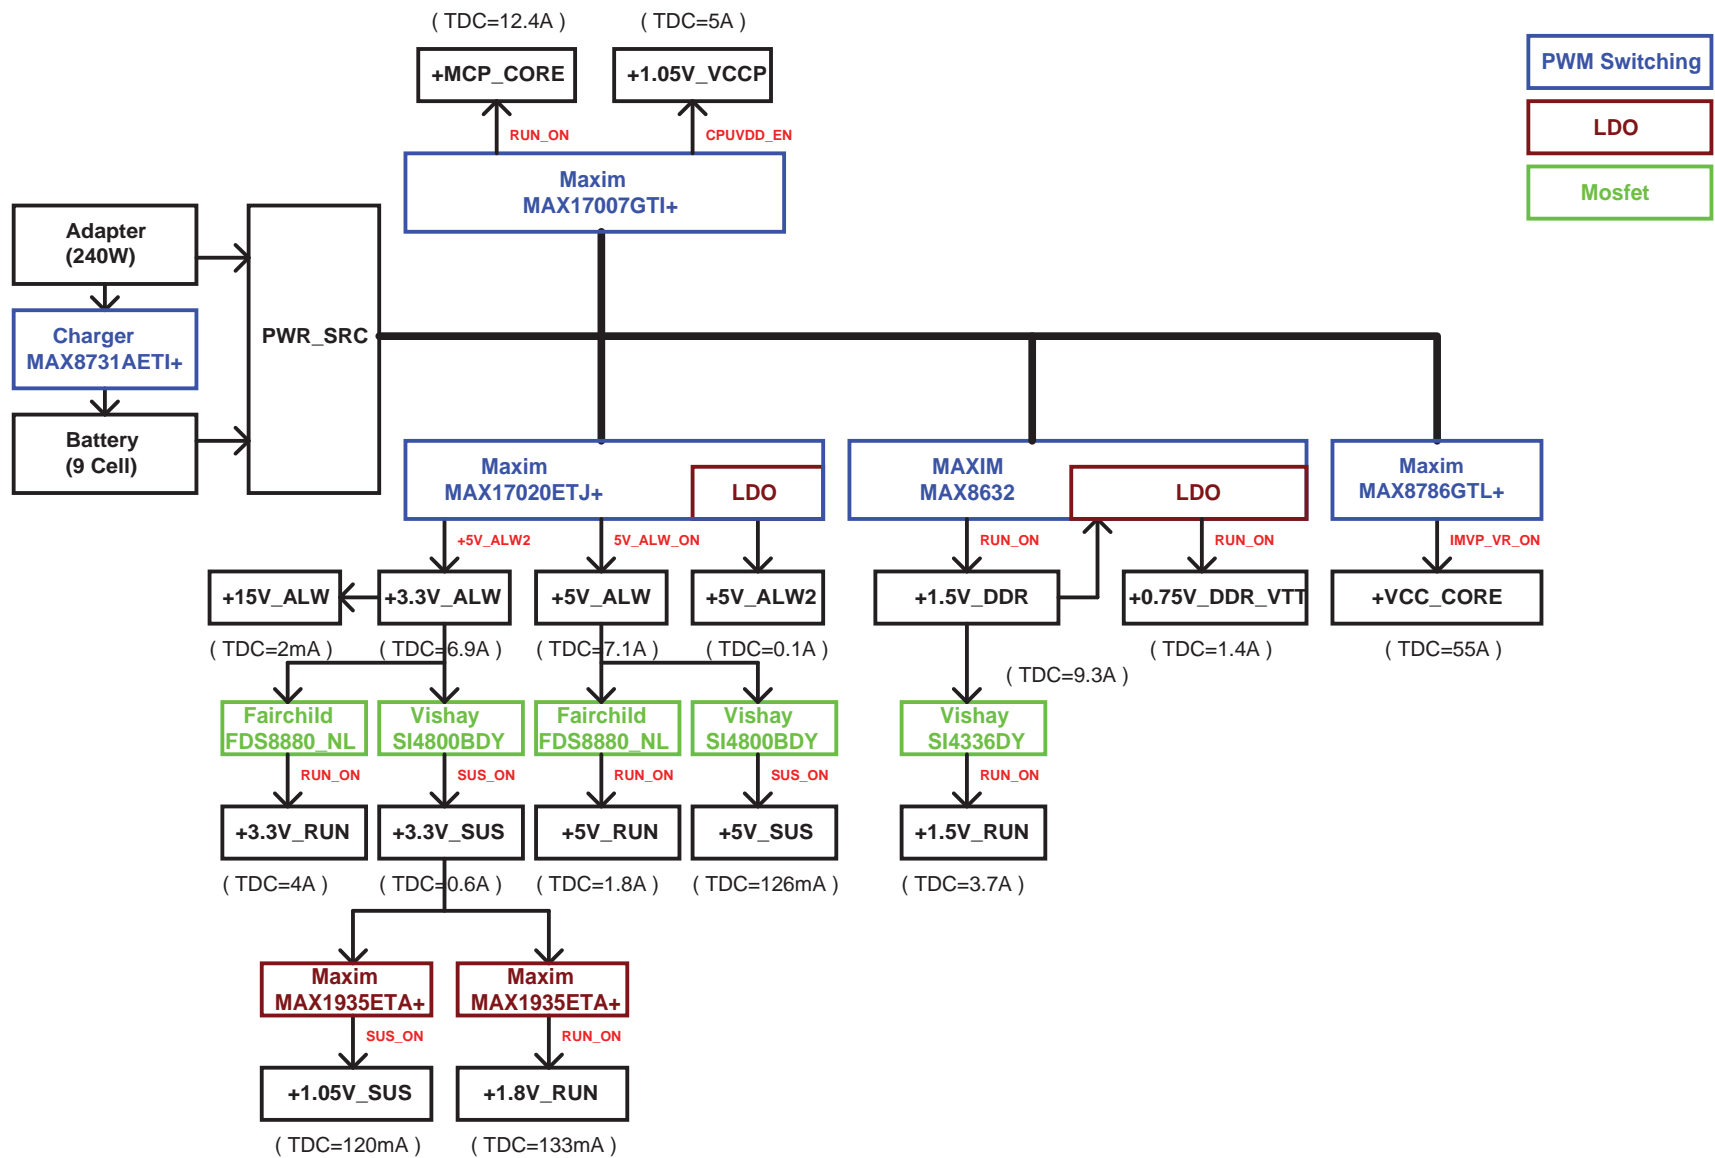 ( TDC=12.4A )
( TDC=5A )
+MCP_CORE
+1.05V_VCCP
PWM Switching
RUN_ON
CPUVDD_EN
LDO
Maxim
MAX17007GTI+
Mosfet
Adapter
(240W)
Charger
MAX8731AETI+
PWR_SRC
Battery
(9 Cell)
Maxim
MAX17020ETJ+
LDO
MAXIM
MAX8632
LDO
Maxim
MAX8786GTL+
+5V_ALW2
5V_ALW_ON
RUN_ON
RUN_ON
IMVP_VR_ON
+15V_ALW
+3.3V_ALW
+5V_ALW
+5V_ALW2
+1.5V_DDR
+0.75V_DDR_VTT
+VCC_CORE
( TDC=2mA )
( TDC=6.9A )
( TDC=7.1A )
( TDC=0.1A )
( TDC=9.3A )
( TDC=1.4A )
( TDC=55A )
Fairchild
FDS8880_NL
Vishay
SI4800BDY
Fairchild
FDS8880_NL
Vishay
SI4800BDY
Vishay
SI4336DY
RUN_ON
SUS_ON
RUN_ON
SUS_ON
RUN_ON
+3.3V_RUN
+3.3V_SUS
+5V_RUN
+5V_SUS
+1.5V_RUN
( TDC=4A )
( TDC=0.6A )
( TDC=1.8A )
( TDC=126mA )
( TDC=3.7A )
Maxim
MAX1935ETA+
Maxim
MAX1935ETA+
SUS_ON
RUN_ON
+1.05V_SUS
+1.8V_RUN
( TDC=120mA )
( TDC=133mA )